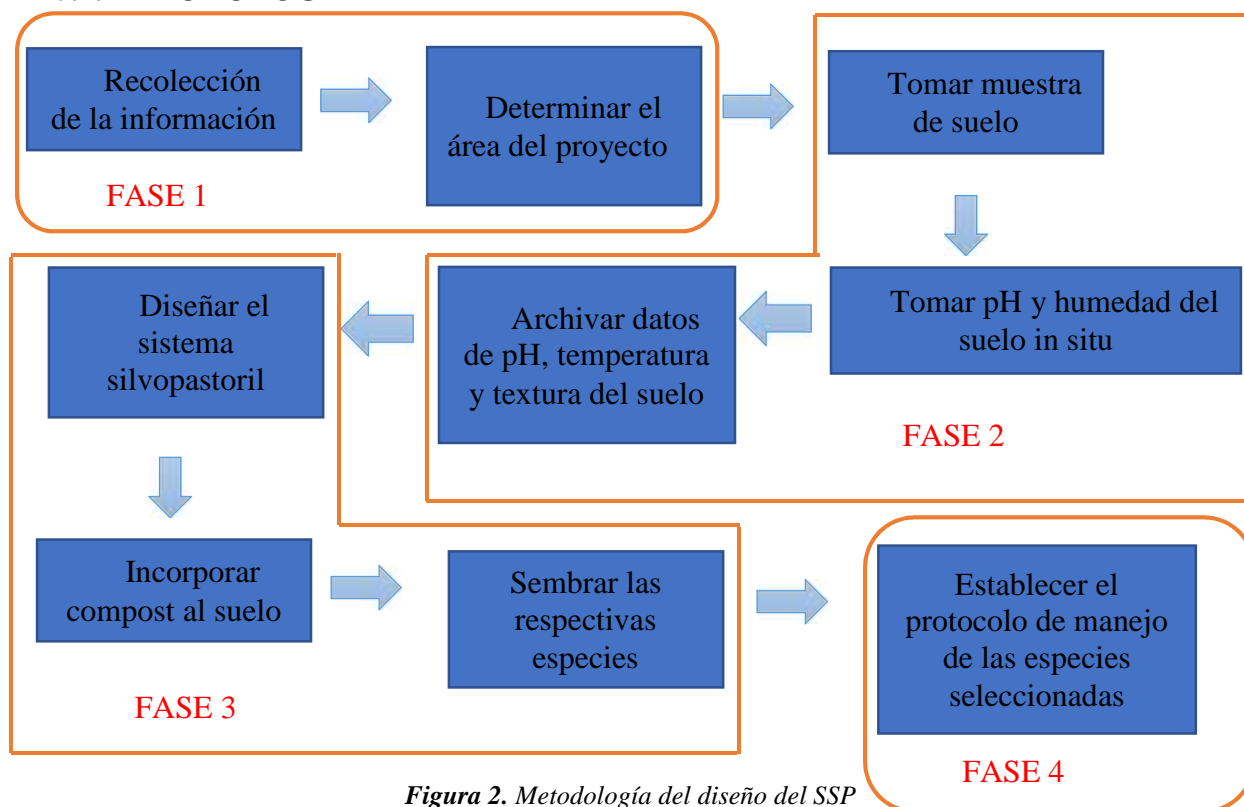 Recolección
de la información
Determinar el
área del proyecto
FASE 1
Tomar muestra
de suelo
Tomar pH y humedad del
suelo in situ
Archivar datos
de pH, temperatura
y textura del suelo
FASE 2
Diseñar el
sistema
silvopastoril
Incorporar
compost al suelo
Sembrar las
respectivas
especies
FASE 3
Establecer el
protocolo de manejo
de las especies
seleccionadas
FASE 4
Figura 2. Metodología del diseño del SSP